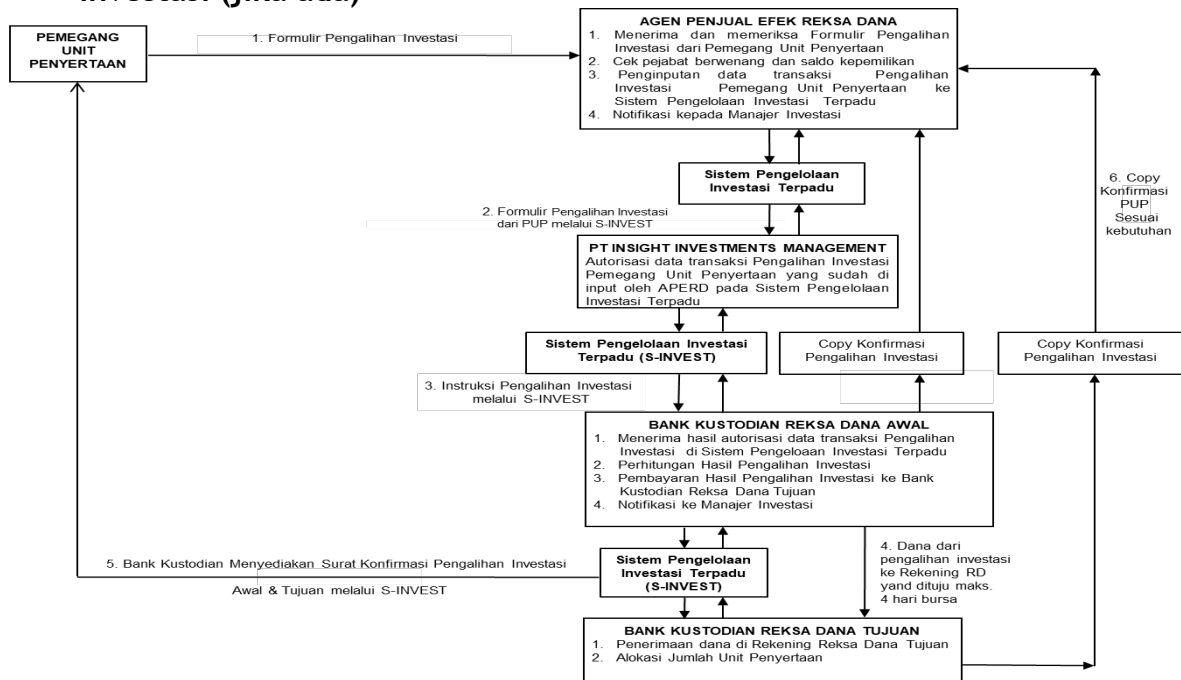 Investasi (jika ada)
PEMEGANG
UNIT
PENYERTAAN
1. Formulir Pengalihan Investasi
AGEN PENJUAL EFEK REKSA DANA
1. Menerima dan memeriksa Formulir Pengalihan
Investasi dari Pemegang Unit Penyertaan
2. Cek pejabat berwenang dan saldo kepemilikan
3. Penginputan data transaksi Pengalihan
Investasi Pemegang Unit Penyertaan ke
Sistem Pengelolaan Investasi Terpadu
4. Notifikasi kepada Manajer Investasi
Sistem Pengelolaan
Investasi Terpadu
6. Copy
Konfirmasi
PUP
Sesuai
kebutuhan
2. Formulir Pengalihan Investasi
dari PUP melalui S-INVEST
PT INSIGHT INVESTMENTS MANAGEMENT
Autorisasi data transaksi Pengalihan Investasi
Pemegang Unit Penyertaan yang sudah di
input oleh APERD pada Sistem Pengelolaan
Investasi Terpadu
Sistem Pengelolaan Investasi
Terpadu (S-INVEST)
Copy Konfirmasi
Pengalihan Investasi
Copy Konfirmasi
Pengalihan Investasi
3. Instruksi Pengalihan Investasi
melalui S-INVEST
BANK KUSTODIAN REKSA DANA AWAL
1. Menerima hasil autorisasi data transaksi Pengalihan
Investasi di Sistem Pengeloaan Investasi Terpadu
2. Perhitungan Hasil Pengalihan Investasi
3. Pembayaran Hasil Pengalihan Investasi ke Bank
Kustodian Reksa Dana Tujuan
4. Notifikasi ke Manajer Investasi
5. Bank Kustodian Menyediakan Surat Konfirmasi Pengalihan Investasi
Awal & Tujuan melalui S-INVEST
Sistem Pengelolaan
Investasi Terpadu
(S-INVEST)
4. Dana dari
pengalihan investasi
ke Rekening RD
yand dituju maks.
4 hari bursa
BANK KUSTODIAN REKSA DANA TUJUAN
1. Penerimaan dana di Rekening Reksa Dana Tujuan
2. Alokasi Jumlah Unit Penyertaan